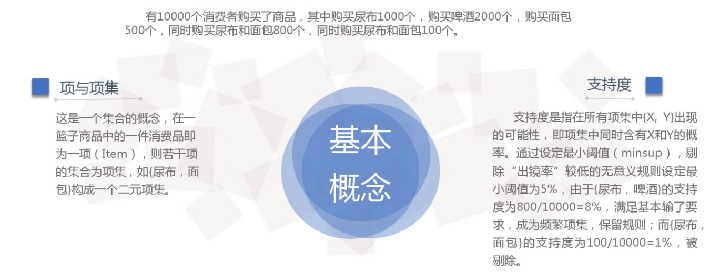 有10000个消费者购买了商品，其中购买尿布1000个，购买啤酒2000个，购买面包
500个，同时购买尿布和面包800个，同时购买尿布和面包100个。
项与项集
这是一个集合的概念，在一
篮子商品中的一件消费品即
为一项（Item），则若干项
的集合为项集，如{尿布，面
包}构成一个二元项集。
基本
概念
支持度
支持度是指在所有项集中{X, Y}出现
的可能性，即项集中同时含有X和Y的概
率。通过设定最小阈值（minsup），剔
除“出镜率”较低的无意义规则设定最
小阈值为5%，由于{尿布，啤酒}的支持
度为800/10000=8%，满足基本输了要
求，成为频繁项集，保留规则；而{尿布，
面包}的支持度为100/10000=1%，被
剔除。